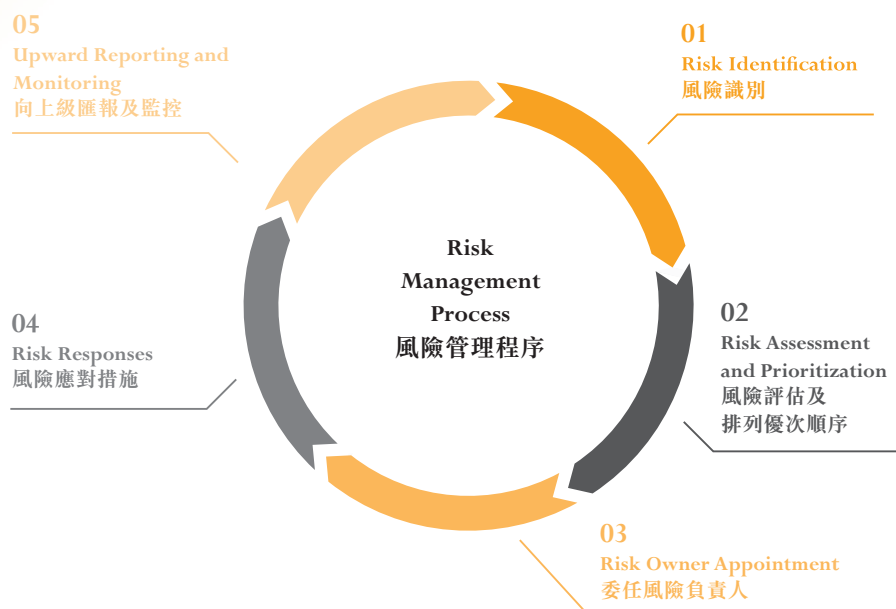 Risk
Management
Process
風險管理程序
01
Risk Identification
風險識別
02
Risk Assessment
and Prioritization
風險評估及
排列優次順序
03
Risk Owner Appointment
委任風險負責人
04
Risk Responses
風險應對措施
05
Upward Reporting and
Monitoring
向上級匯報及監控